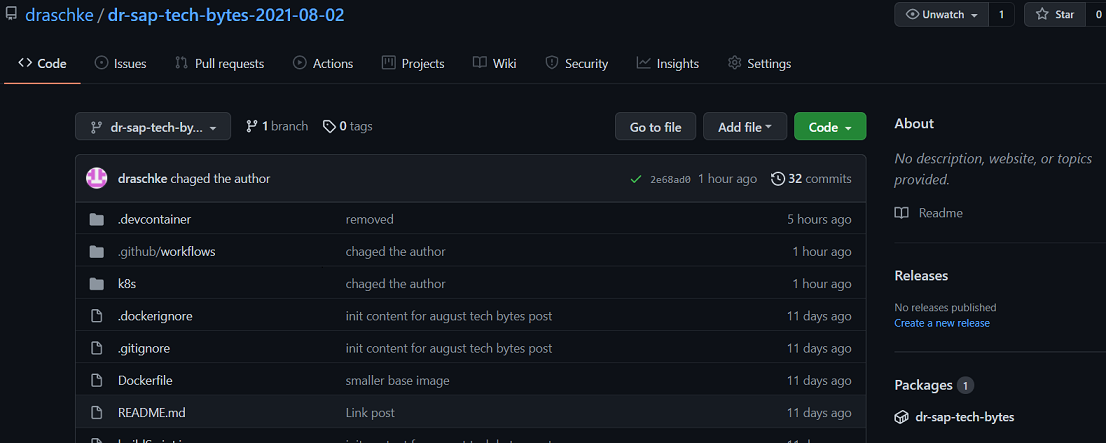 draschke / dr-sap-tech-bytes-2021-08-02 Unwatch 1 Star 0
Code Issues Pull requests Actions Projects Wiki Security Insights Settings
dr-sap-tech-by... 1 branch 0 tags Go to file Add file Code
draschke chaged the author 2e68ad0 1 hour ago 32 commits
.devcontainer removed 5 hours ago
.github/workflows chaged the author 1 hour ago
k8s chaged the author 1 hour ago
.dockerignore init content for august tech bytes post 11 days ago
.gitignore init content for august tech bytes post 11 days ago
Dockerfile smaller base image 11 days ago
README.md Link post 11 days ago
About
No description, website, or topics
provided.
Readme
Releases
No releases published
Create a new release
Packages 1
dr-sap-tech-bytes